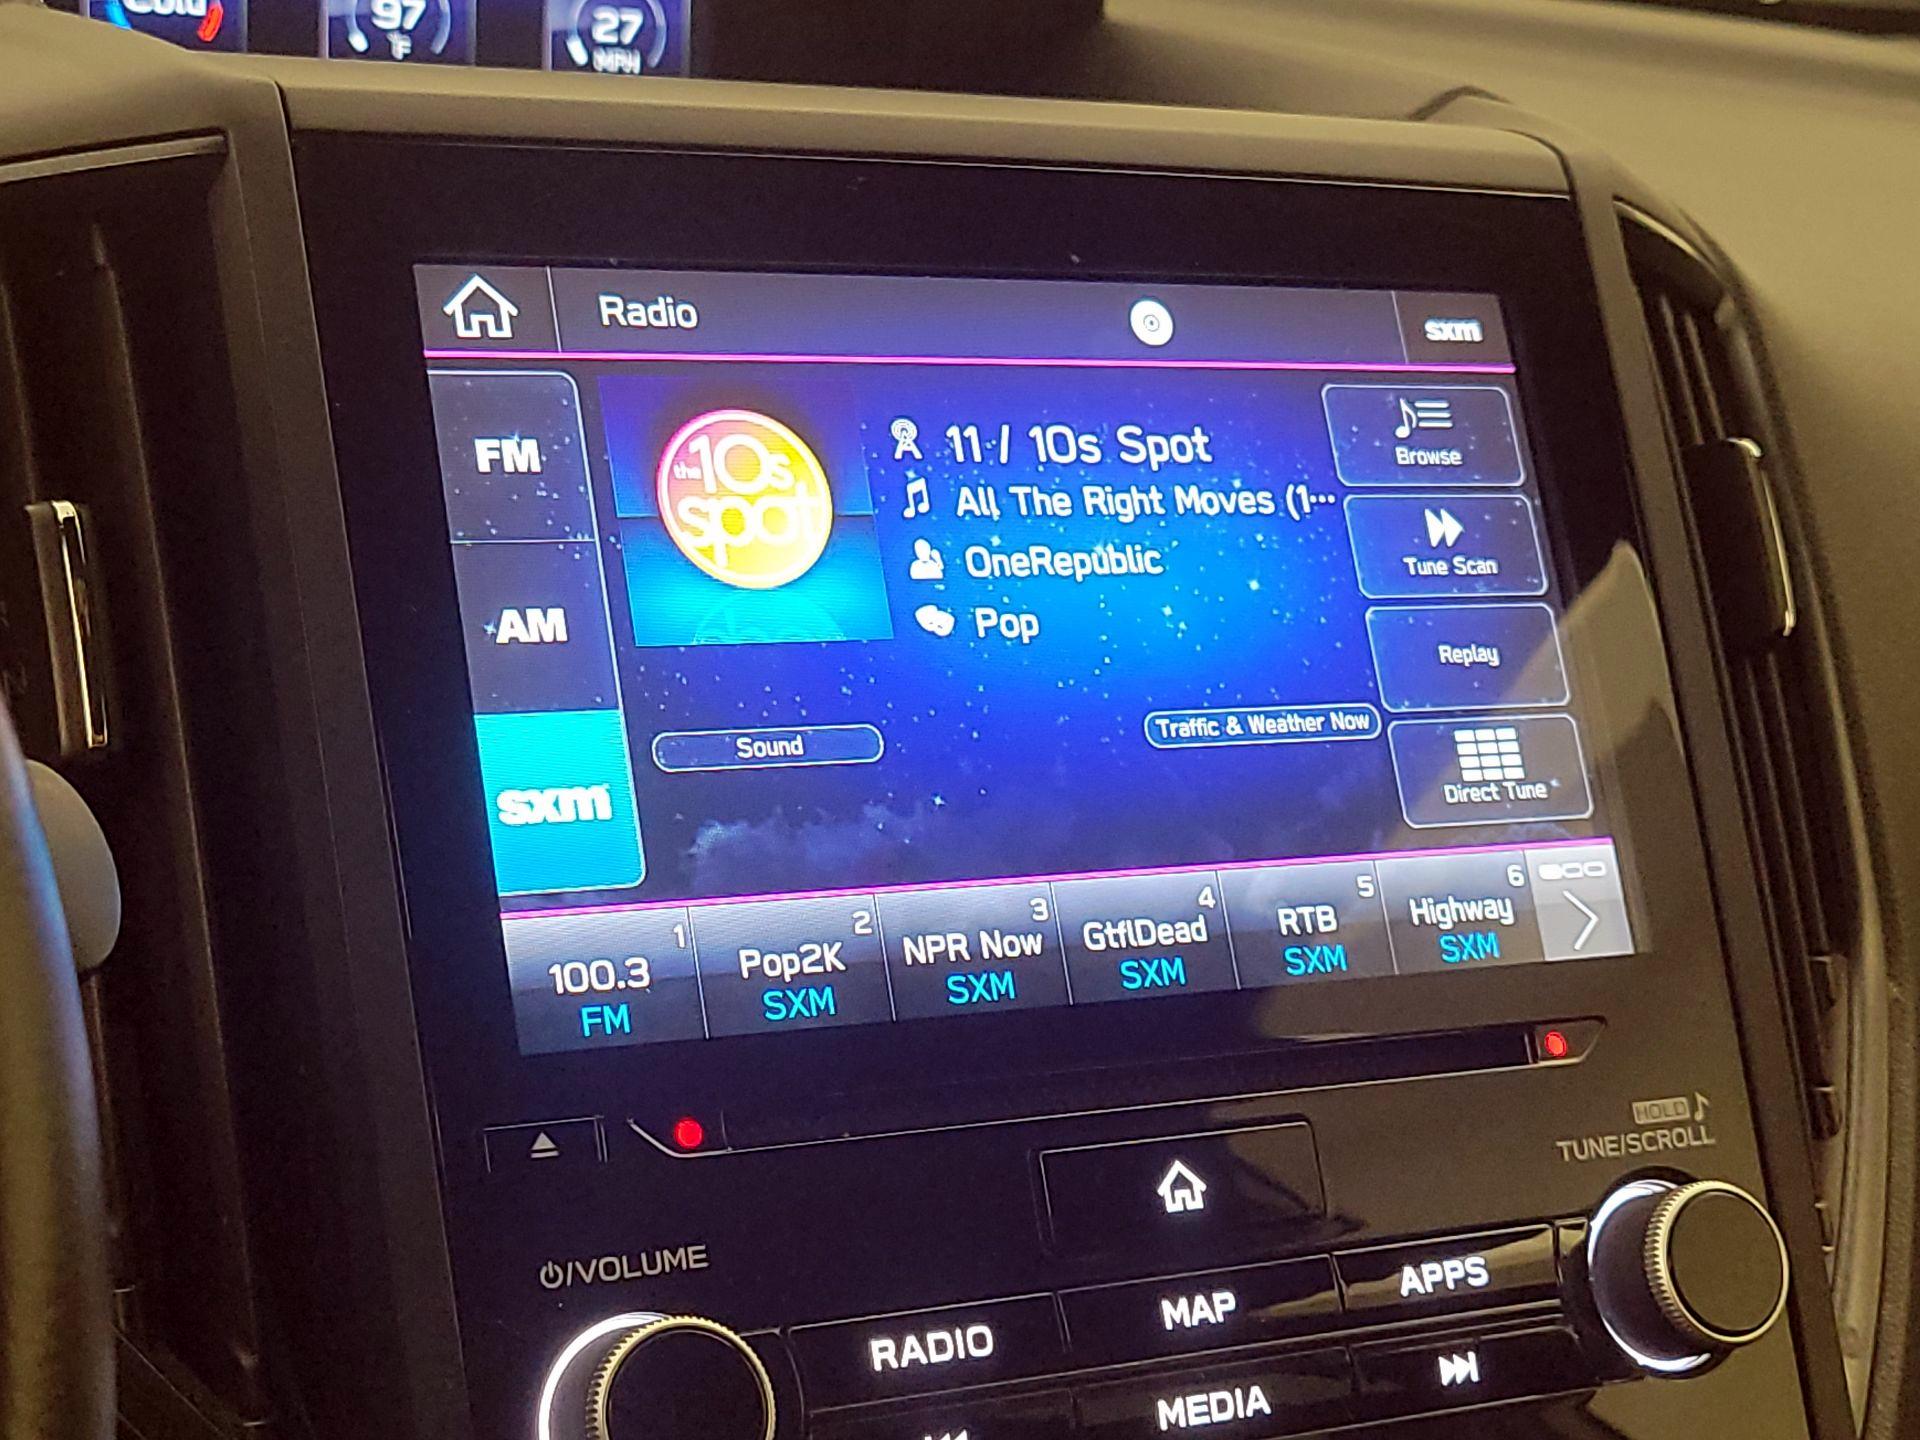 Cold
97
°F
27
MPH
Radio
sxm
FM
AM
sxm
the 10s
spot
11 / 10s Spot
All The Right Moves (1...
OneRepublic
Pop
Browse
Tune Scan
Replay
Direct Tune
Sound
Traffic & Weather Now
1
100.3
FM
2
Pop2K
SXM
3
NPR Now
SXM
4
GtflDead
SXM
5
RTB
SXM
6
Highway
SXM
HOLD
TUNE/SCROLL
/VOLUME
RADIO
MAP
APPS
MEDIA